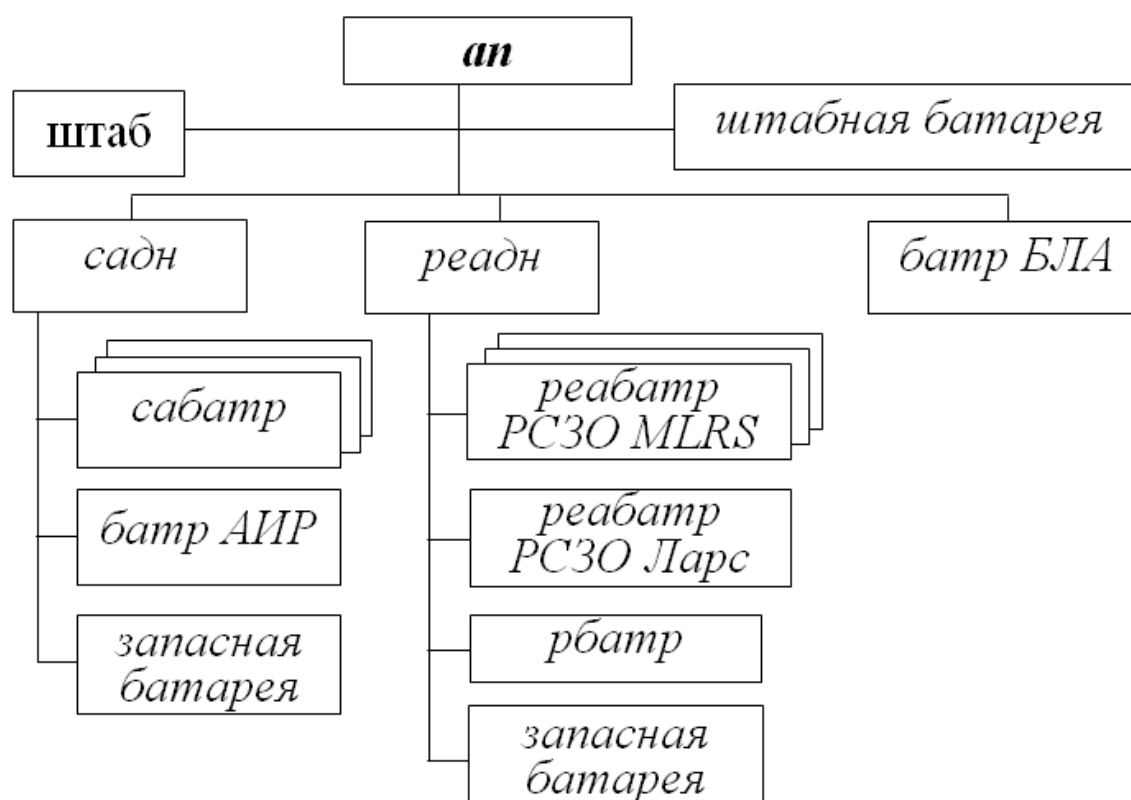 ап
штаб
штабная батарея
садн
реадн
батр БЛА
сабатр
батр АИР
запасная
батарея
реабатр
РСЗО MLRS
реабатр
РСЗО Ларс
рбатр
запасная
батарея